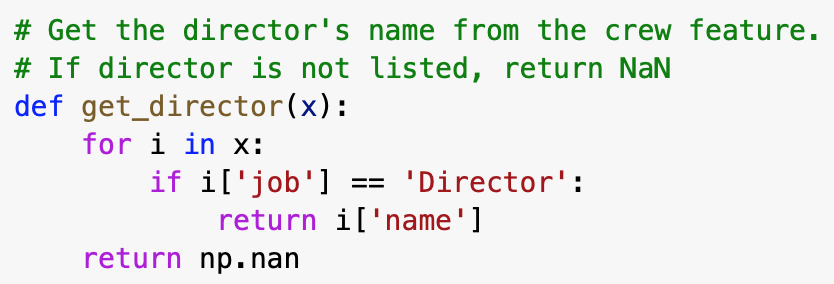 # Get the director's name from the crew feature.
# If director is not listed, return NaN
def get_director(x):
    for i in x:
        if i['job'] == 'Director':
            return i['name']
    return np.nan